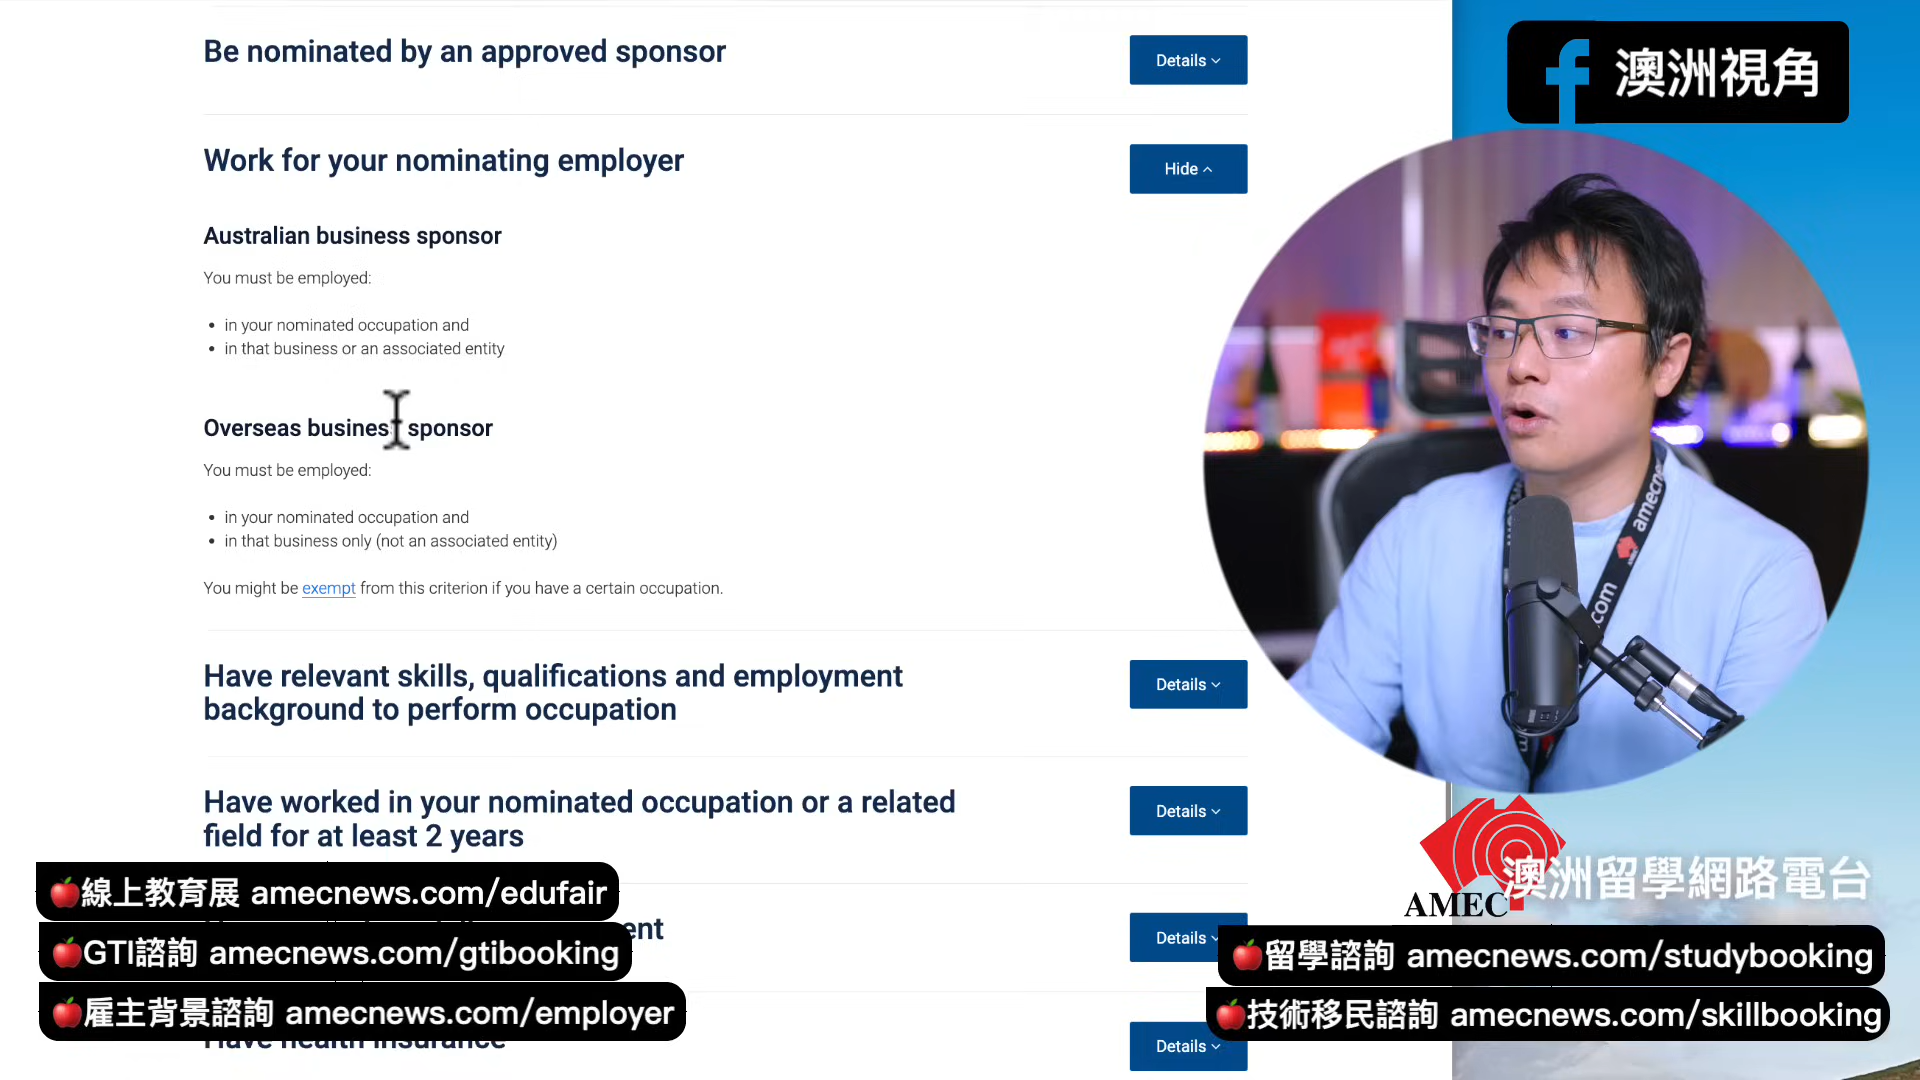 Be nominated by an approved sponsor
Details
Work for your nominating employer
Hide
Australian business sponsor
You must be employed:
• in your nominated occupation and
• in that business or an associated entity
Overseas business sponsor
You must be employed:
• in your nominated occupation and
• in that business only (not an associated entity)
You might be exempt from this criterion if you have a certain occupation.
Have relevant skills, qualifications and employment
background to perform occupation
Details
Have worked in your nominated occupation or a related
field for at least 2 years
Details
Details
Have health insurance
Details
澳洲視角
amecne
.com
AMEC
澳洲留學網路電台
🍎線上教育展 amecnews.com/edufair
🍎GTI諮詢 amecnews.com/gtibooking
🍎雇主背景諮詢 amecnews.com/employer
🍎留學諮詢 amecnews.com/studybooking
🍎技術移民諮詢 amecnews.com/skillbooking